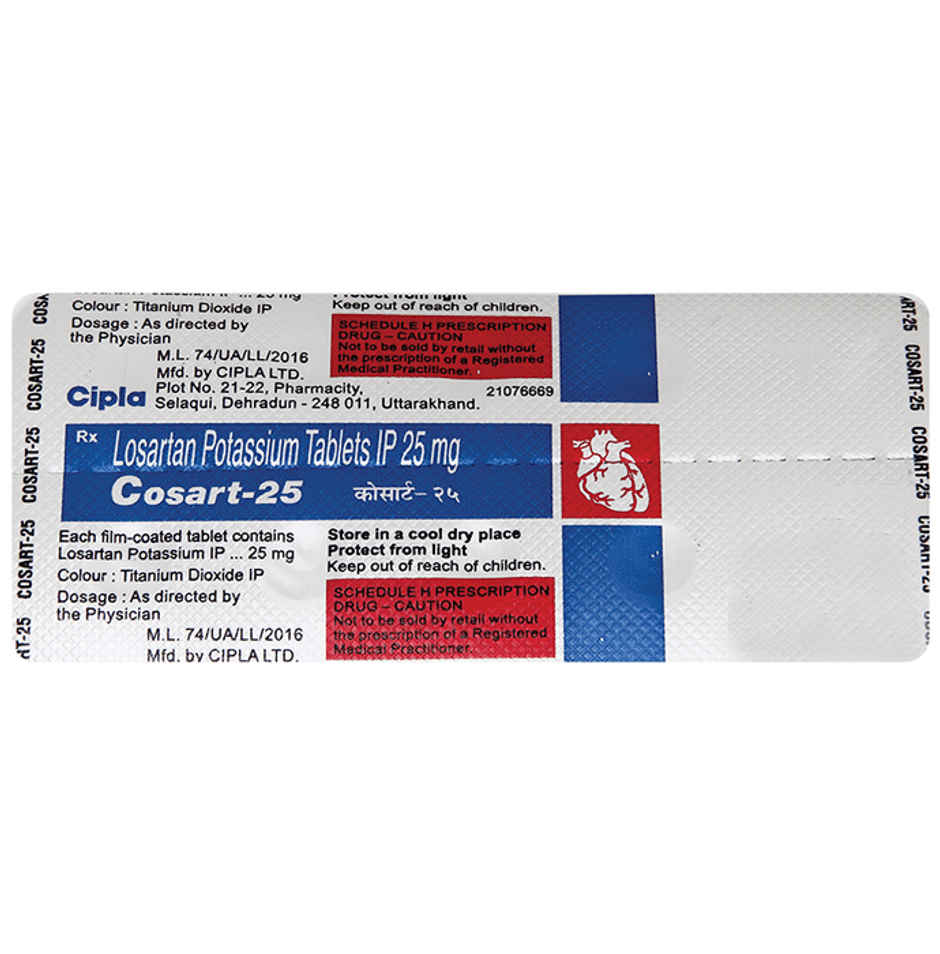 Losartan Potassium IP ... 25 mg
Colour : Titanium Dioxide IP
Dosage : As directed by
the Physician
M.L. 74/UA/LL/2016
Mfd. by CIPLA LTD.
Cipla
Plot No. 21-22, Pharmacity,
Selaqui, Dehradun - 248 011, Uttarakhand.
Protect from light
Keep out of reach of children.
SCHEDULE H PRESCRIPTION
DRUG – CAUTION
Not to be sold by retail without
the prescription of a Registered
Medical Practitioner.
21076669
Rx Losartan Potassium Tablets IP 25 mg
Cosart-25 कोसार्ट- २५
Each film-coated tablet contains
Losartan Potassium IP ... 25 mg
Colour : Titanium Dioxide IP
Dosage : As directed by
the Physician
M.L. 74/UA/LL/2016
Mfd. by CIPLA LTD.
Store in a cool dry place
Protect from light
Keep out of reach of children.
SCHEDULE H PRESCRIPTION
DRUG – CAUTION
Not to be sold by retail without
the prescription of a Registered
Medical Practitioner.
COSART-25 COSART-25 COSART-25
COSART-25 COSART-25 COSART-25